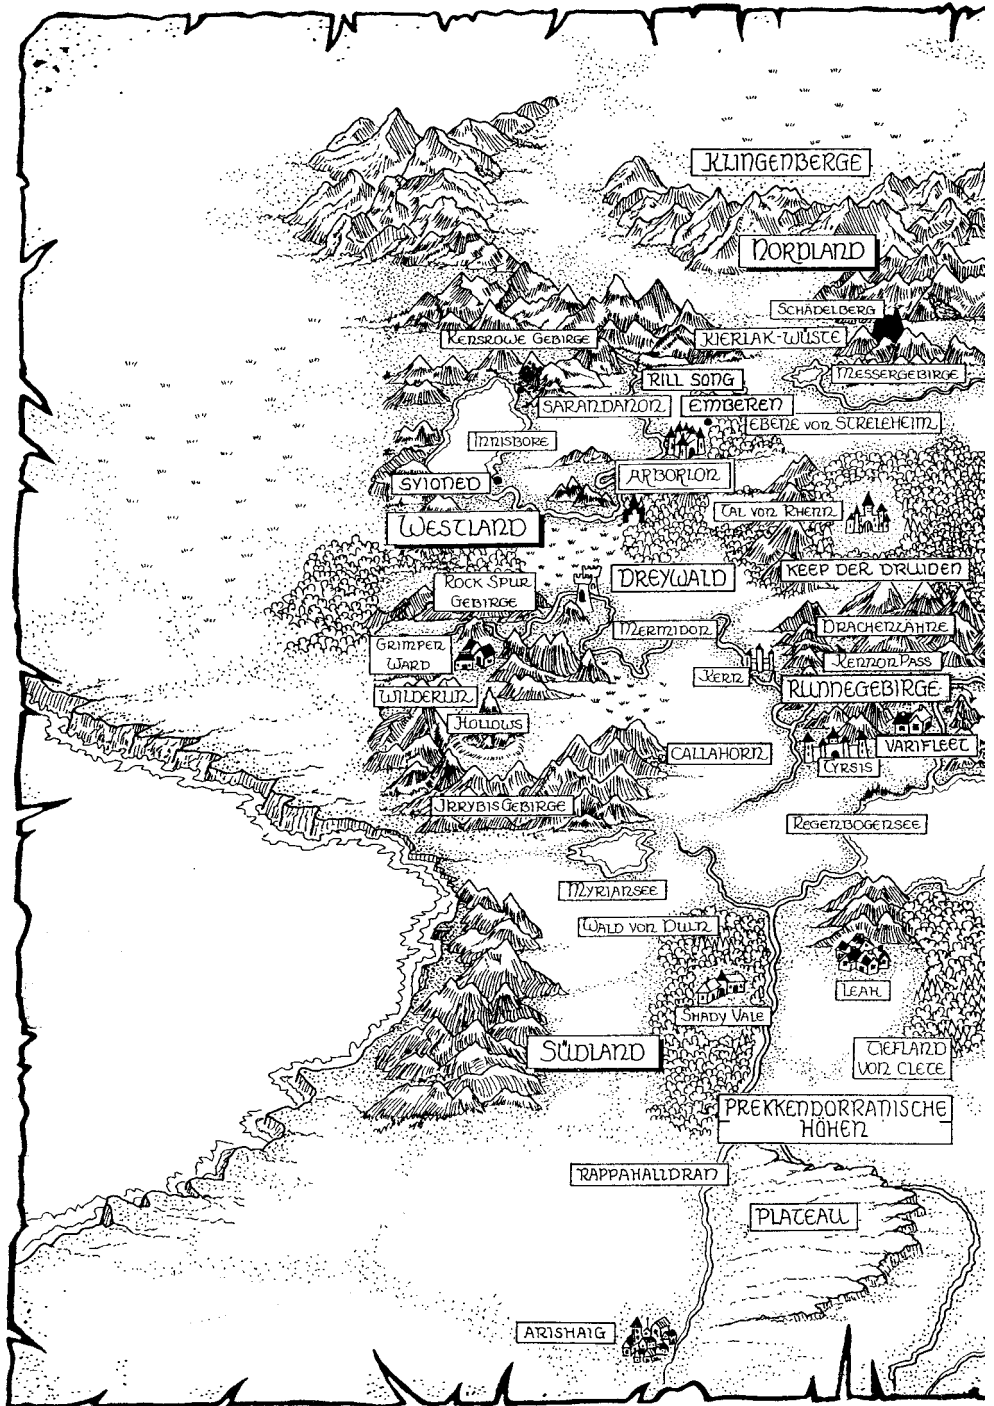 KLINGENBERGE
NORDLAND
SCHÄDELBERG
KENSROWE GEBIRGE
KIERLAK-WÜSTE
MESSERGEBIRGE
RILL SONG
SARANDANON
EMBEREN
EBENE VON STRELEHEIM
INNISBORE
ARBORLON
SYIONED
TAL VON RHENN
WESTLAND
KEEP DER DRUIDEN
ROCK SPUR
GEBIRGE
DREYWALD
MERMIDON
DRACHENZÄHNE
GRIMPEN
WARD
KENNON PASS
KERN
RUNNEGEBIRGE
WILDERUN
HOLLOWS
CALLAHORN
VARIFLEET
TYRSIS
IRRYBIS GEBIRGE
REGENBOGENSEE
MYRIANSEE
WALD VON DULN
LEAH
SHADY VALE
SÜDLAND
TIEFLAND
VON CLETE
PREKKENDORRANISCHE
HÖHEN
RAPPAHALLDRAN
PLATEAU
ARISHAIG